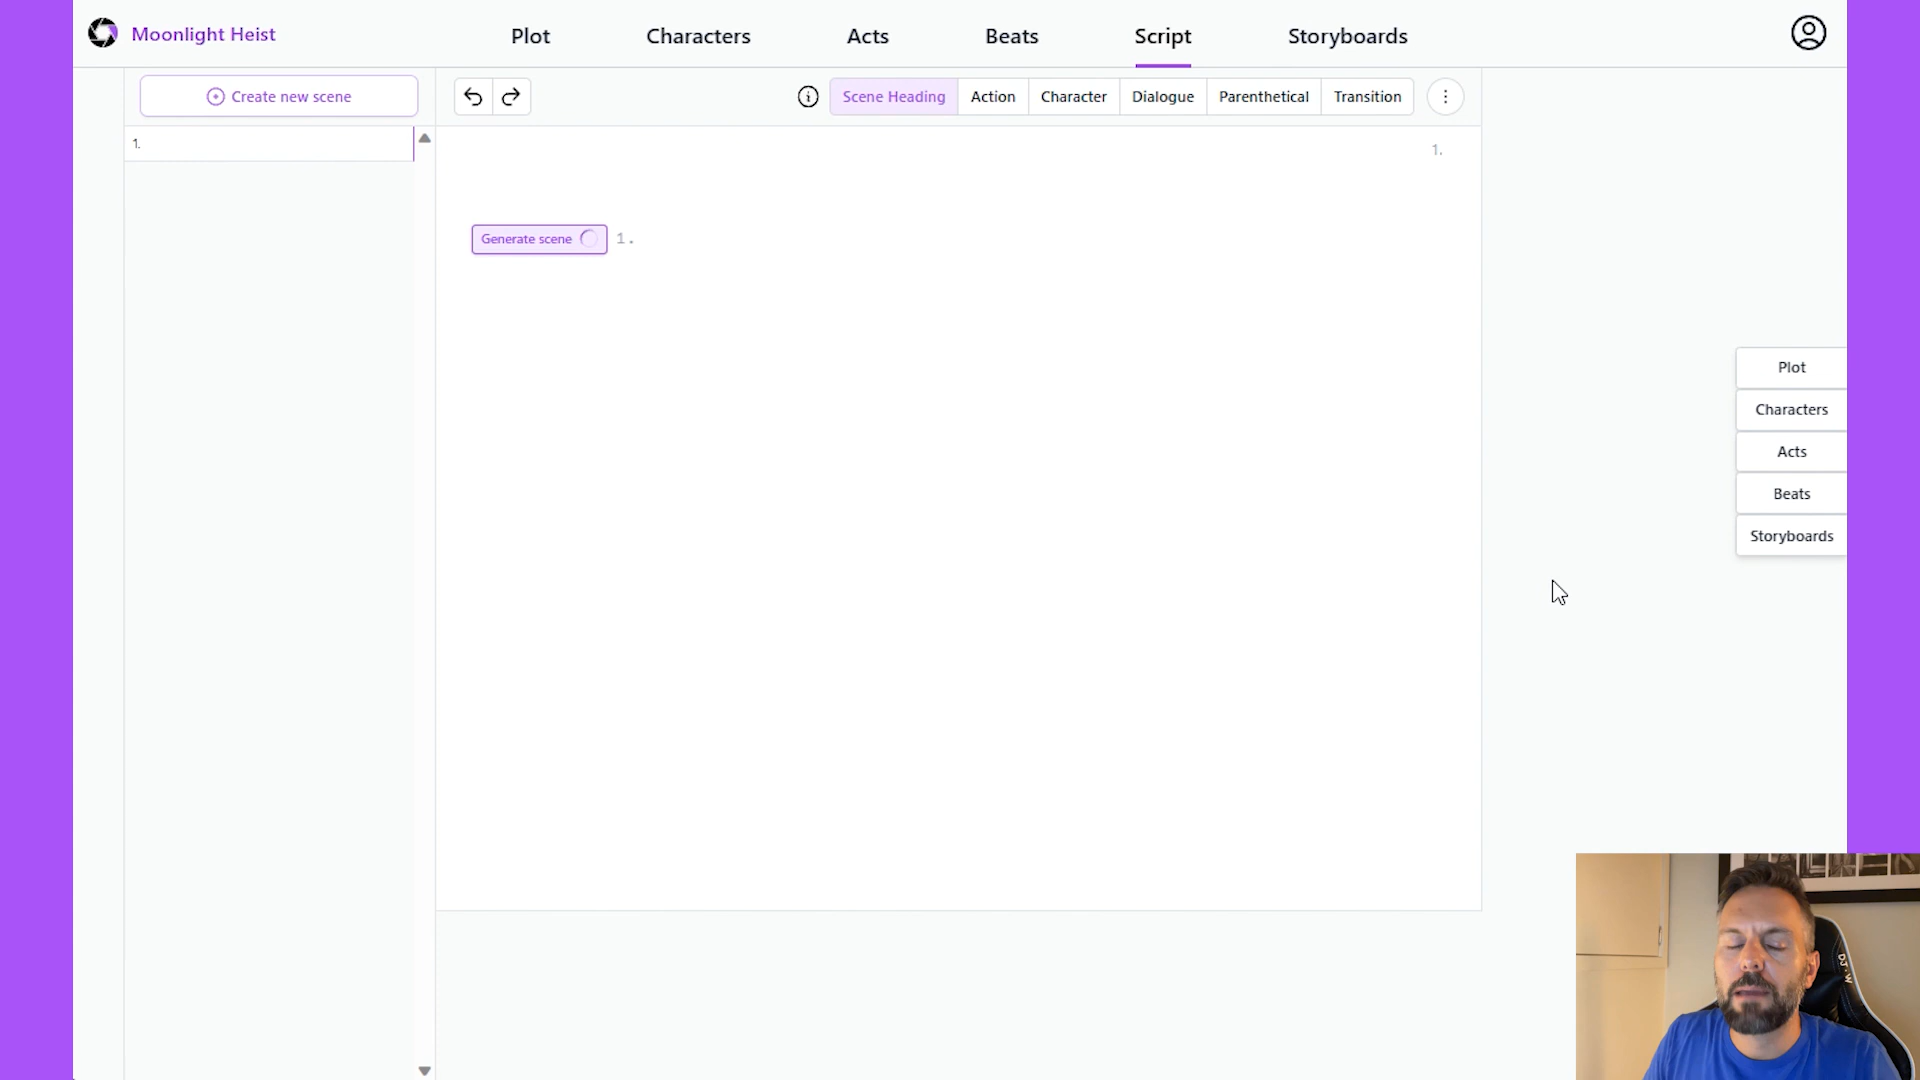 Moonlight Heist
Plot
Characters
Acts
Beats
Script
Storyboards
Create new scene
Scene Heading
Action
Character
Dialogue
Parenthetical
Transition
1.
1.
Generate scene
1.
Plot
Characters
Acts
Beats
Storyboards
DJ·W